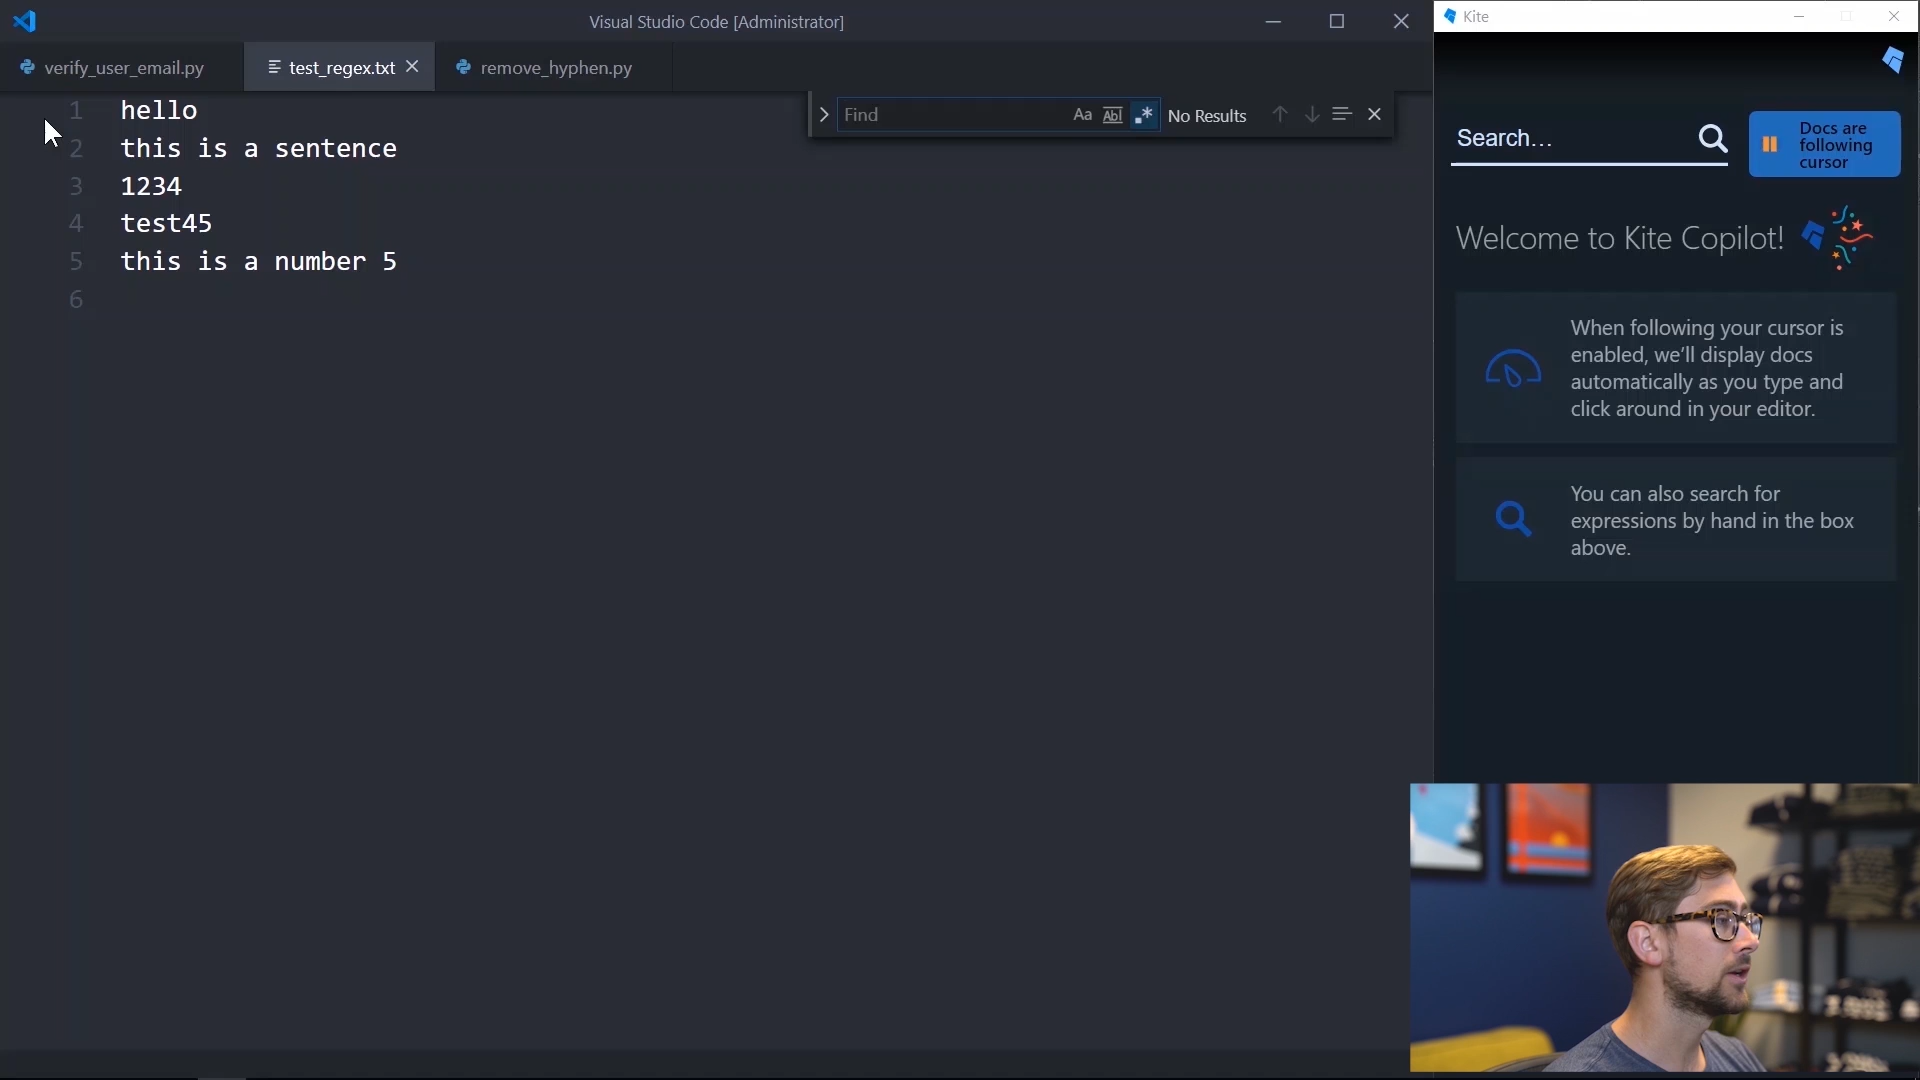 Visual Studio Code [Administrator]
verify_user_email.py
test_regex.txt
remove_hyphen.py
Find
Aa
Abl
.*
No Results
1 hello
2 this is a sentence
3 1234
4 test45
5 this is a number 5
6
Kite
Search...
Docs are
following
cursor
Welcome to Kite Copilot!
When following your cursor is
enabled, we'll display docs
automatically as you type and
click around in your editor.
You can also search for
expressions by hand in the box
above.